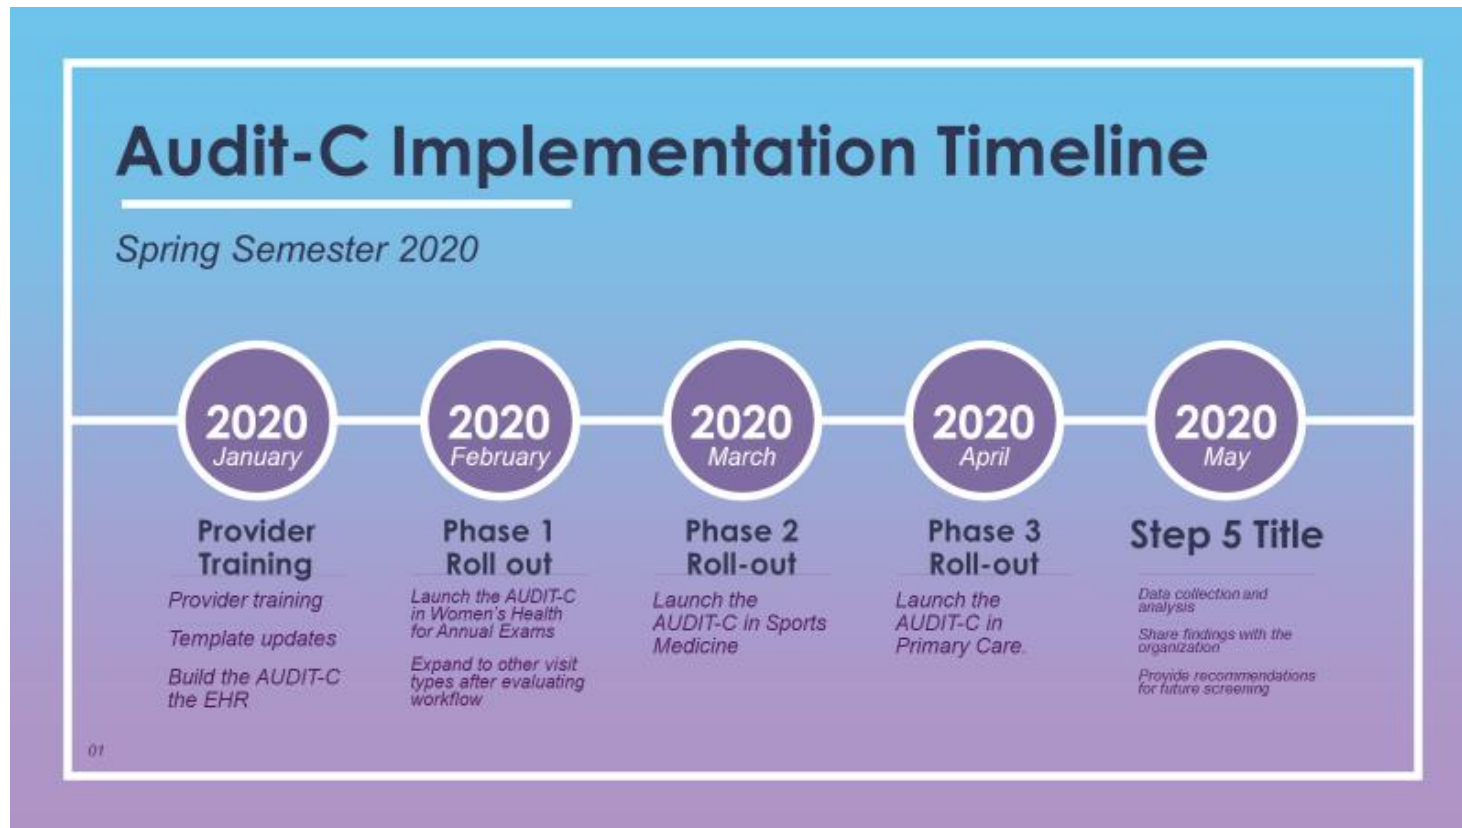 Audit-C Implementation Timeline
Spring Semester 2020
2020
January
2020
February
2020
March
2020
April
2020
May
Provider
Training
Provider training
Template updates
Build the AUDIT-C
the EHR
Phase 1
Roll out
Launch the AUDIT-C
in Women's Health
for Annual Exams
Expand to other visit
types after evaluating
workflow
Phase 2
Roll-out
Launch the
AUDIT-C in Sports
Medicine
Phase 3
Roll-out
Launch the
AUDIT-C in
Primary Care.
Step 5 Title
Data collection and
analysis
Share findings with the
organization
Provide recommendations
for future screening
01